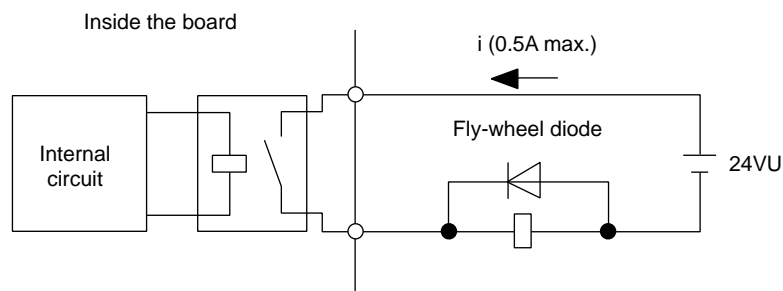 Inside the board
i (0.5A max.)
Fly-wheel diode
Internal
circuit
24VU